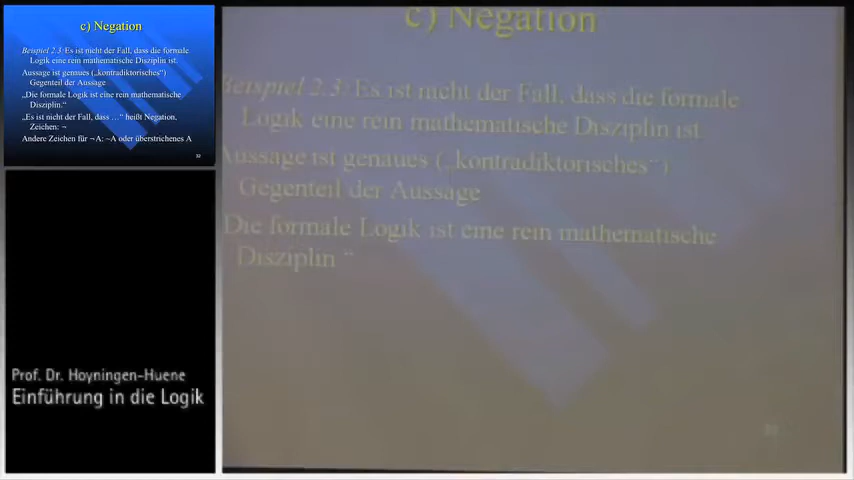 c) Negation
Beispiel 2.3: Es ist nicht der Fall, dass die formale
Logik eine rein mathematische Disziplin ist.
Aussage ist genaues („kontradiktorisches“)
Gegenteil der Aussage
„Die formale Logik ist eine rein mathematische
Disziplin.“
„Es ist nicht der Fall, dass …“ heißt Negation,
Zeichen: ¬
Andere Zeichen für ¬A: ~A oder überstrichenes A
32
Prof. Dr. Hoyningen-Huene
Einführung in die Logik
c) Negation
Beispiel 2.3: Es ist nicht der Fall, dass die formale
Logik eine rein mathematische Disziplin ist.
Aussage ist genaues („kontradiktorisches“)
Gegenteil der Aussage
Die formale Logik ist eine rein mathematische
Disziplin “